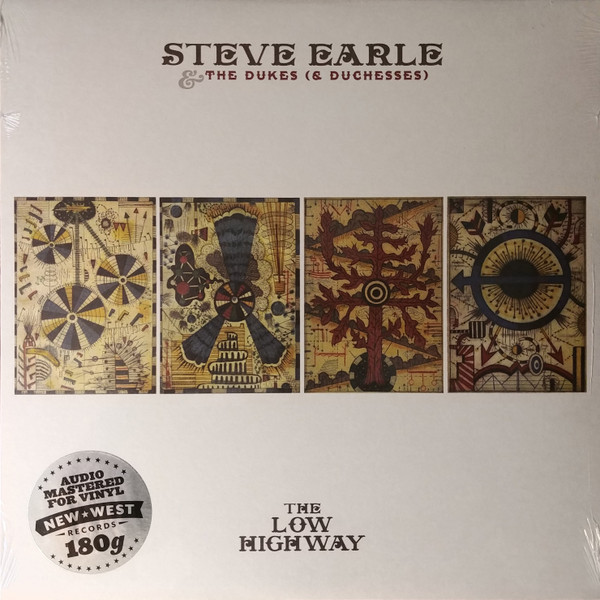 STEVE EARLE
& THE DUKES (& DUCHESSES)
AUDIO
MASTERED
FOR VINYL
NEW★WEST
RECORDS
180g
THE
LOW
HIGHWAY